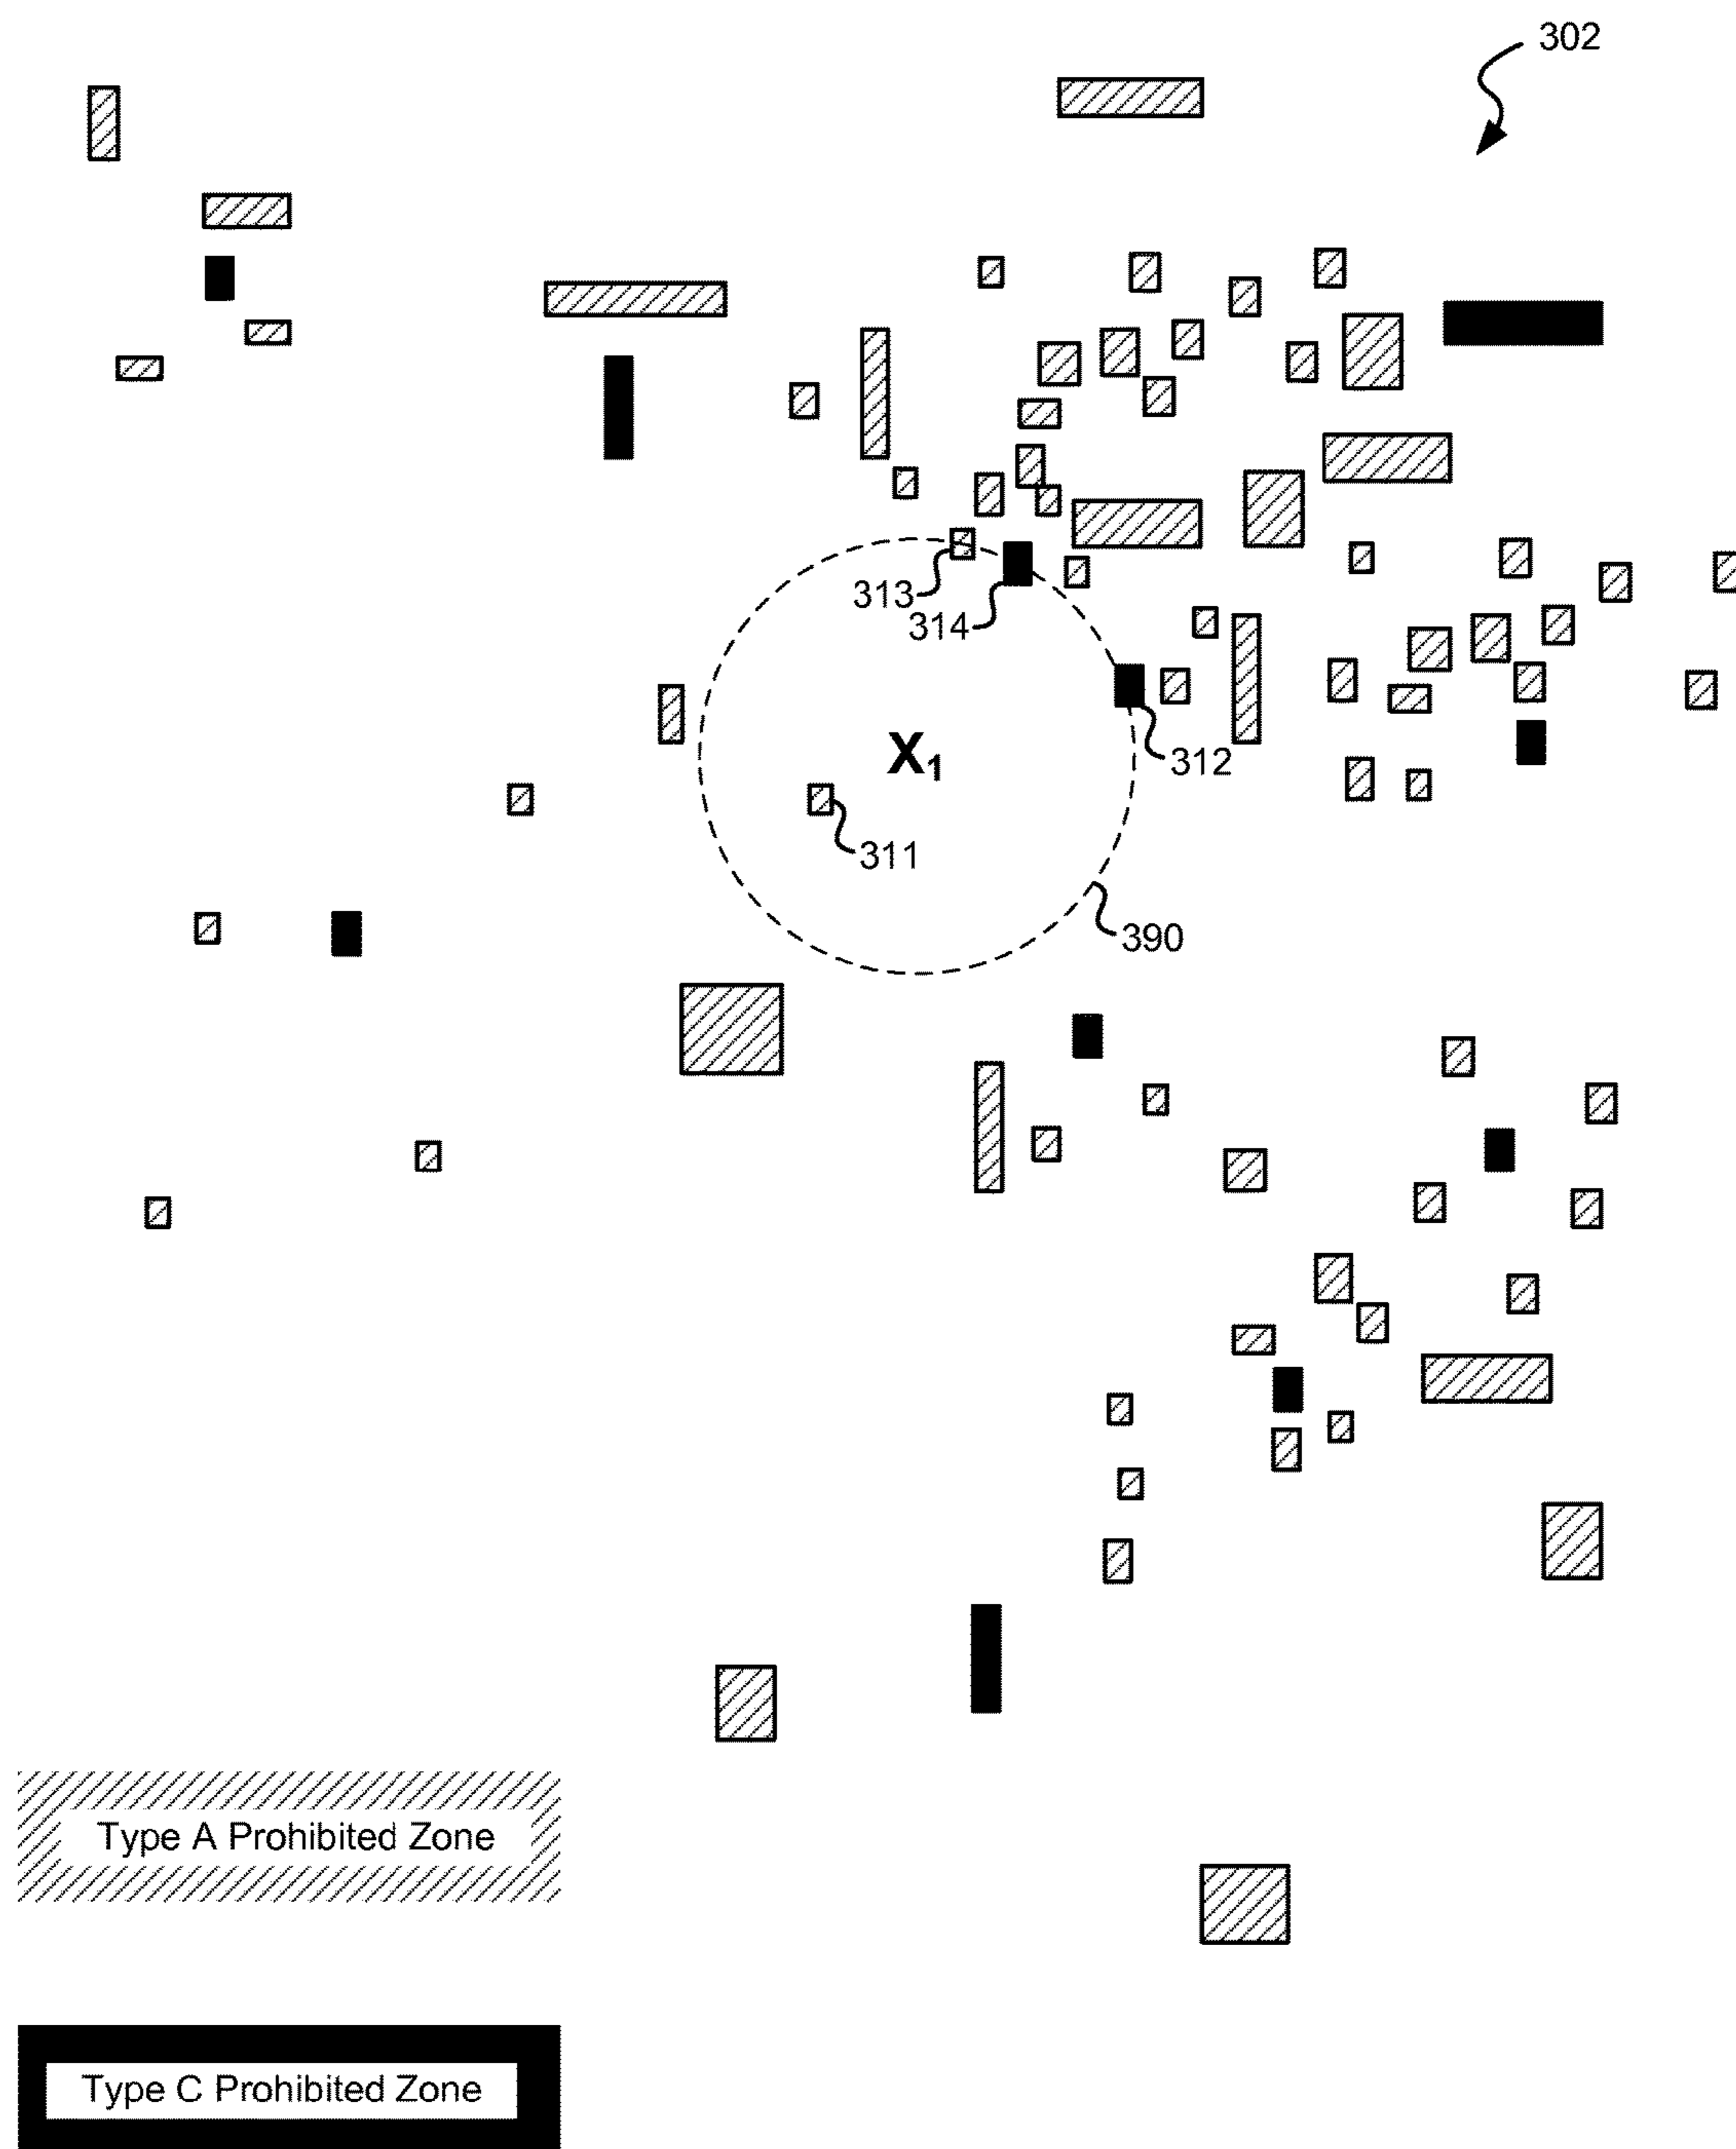 302
313
314
X1
312
311
390
Type A Prohibited Zone
Type C Prohibited Zone